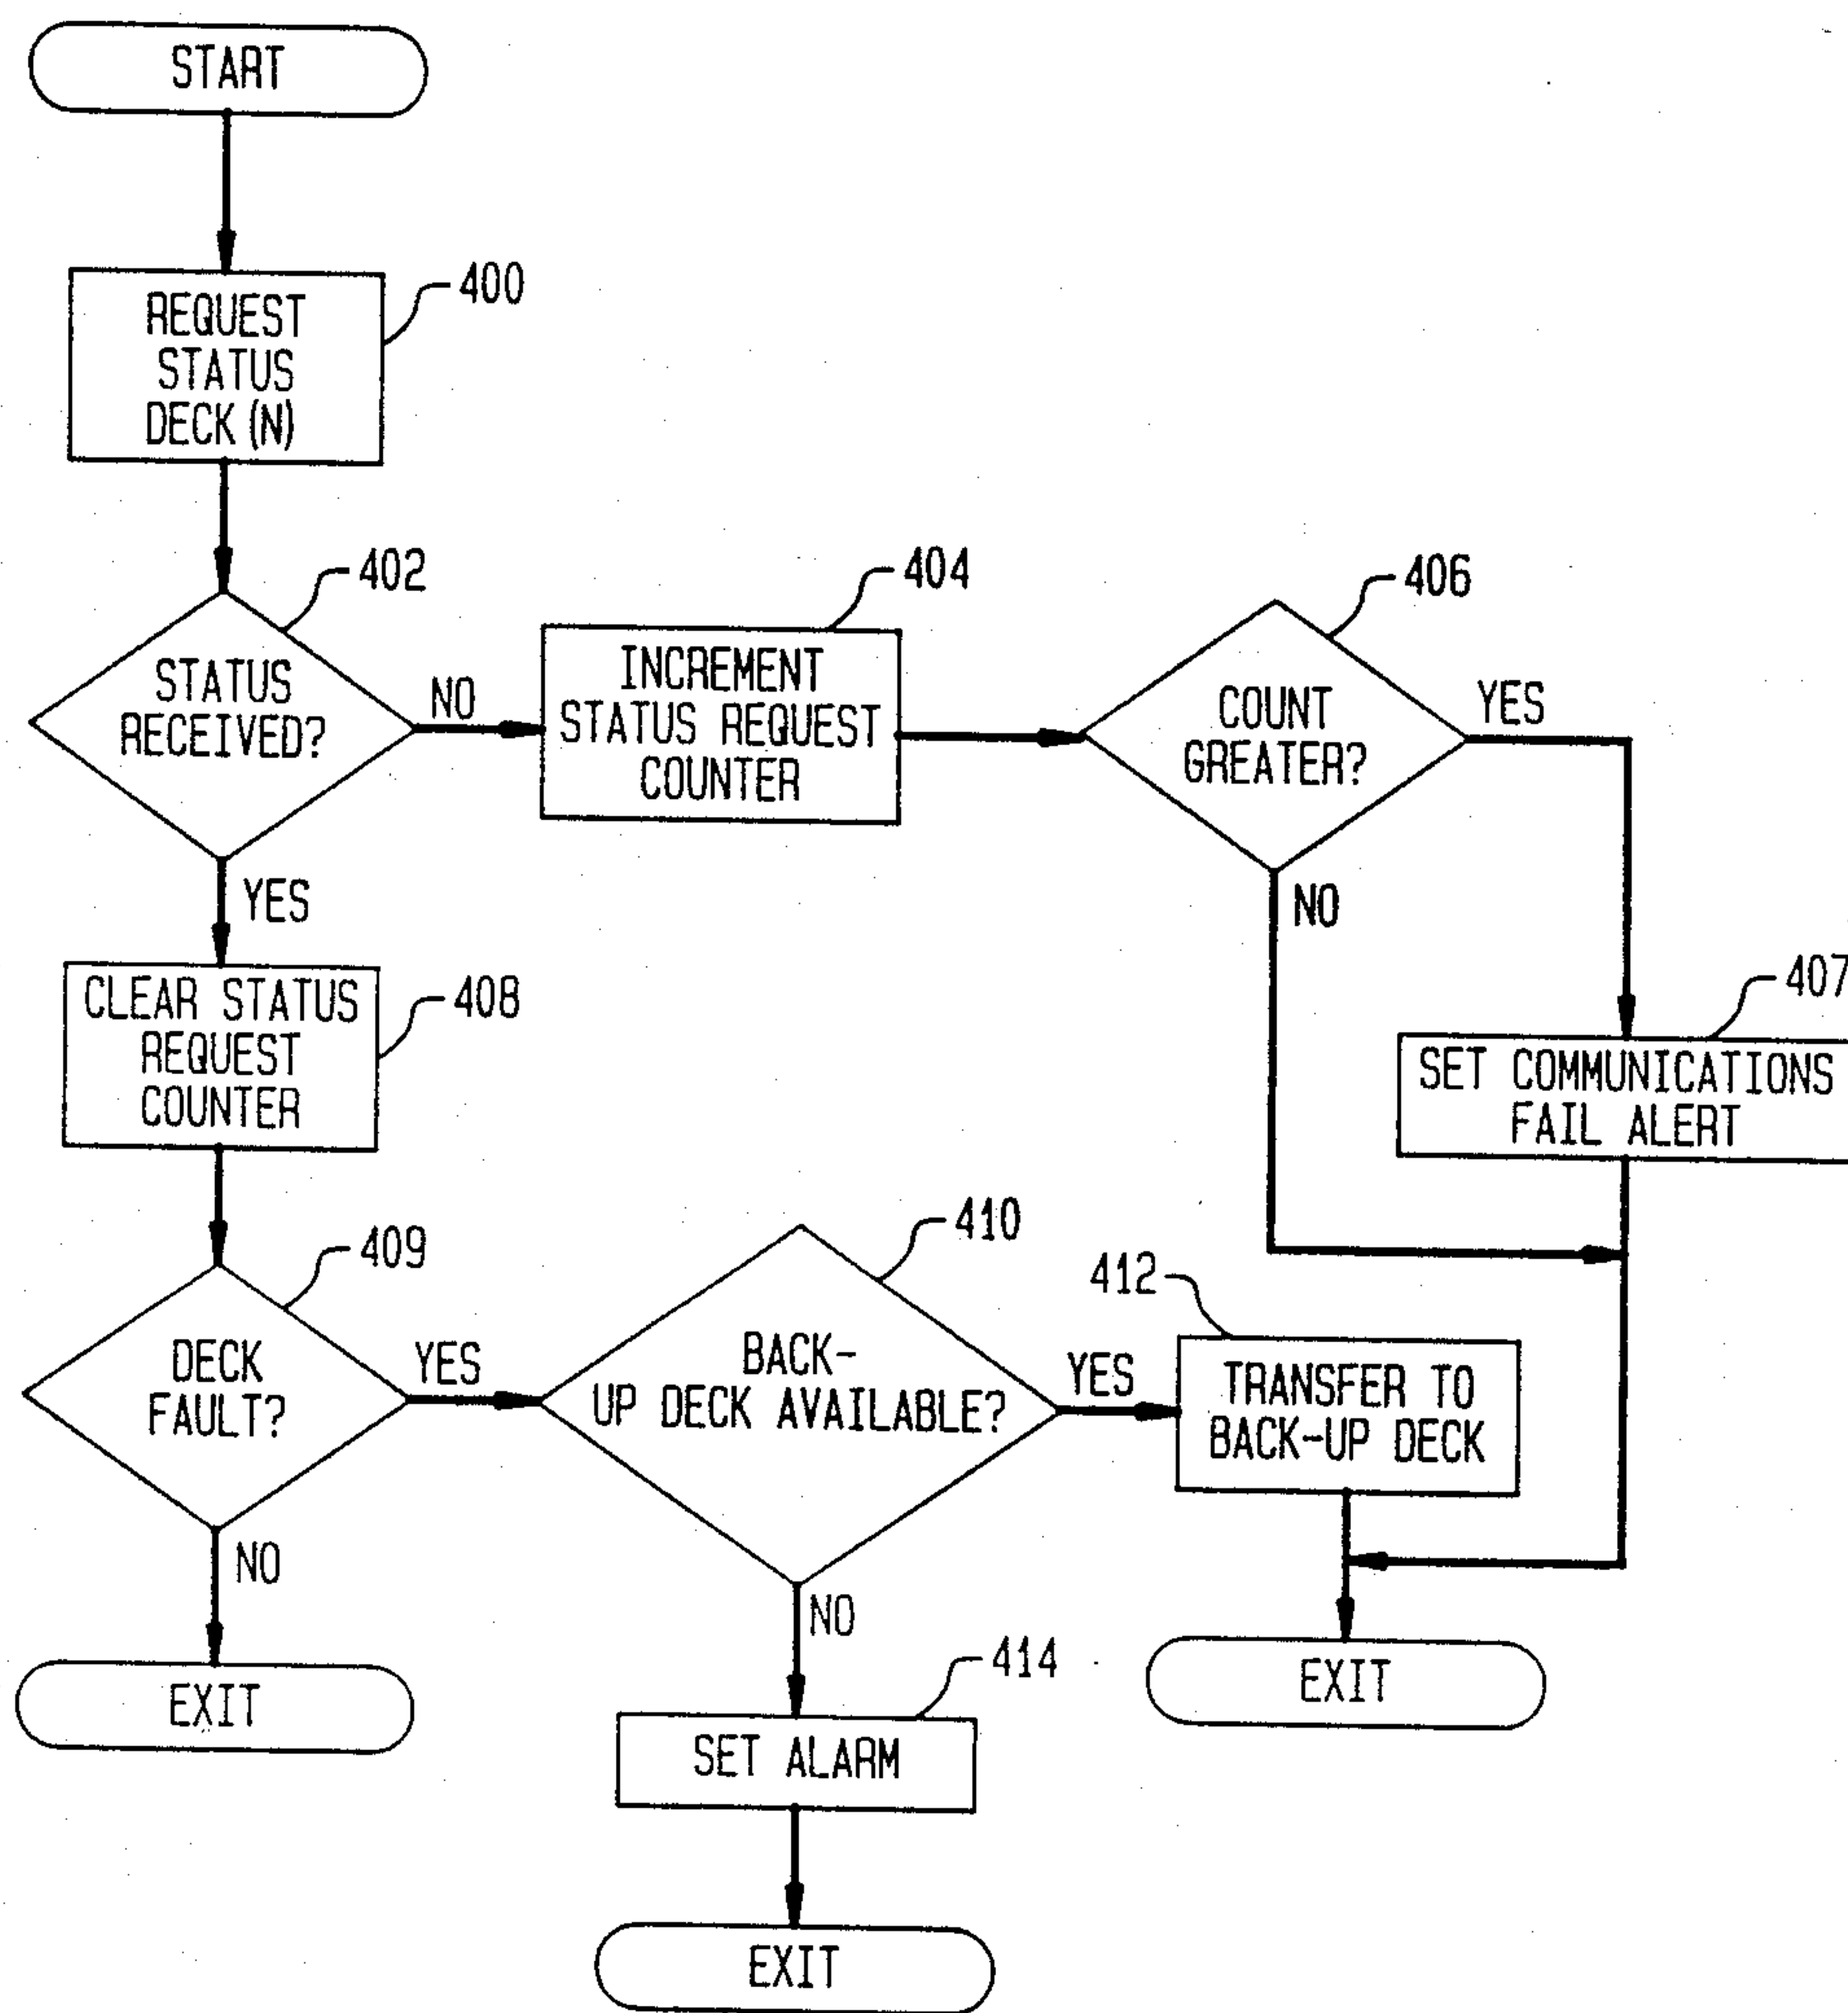 START
400
REQUEST
STATUS
DECK (N)
402
STATUS
RECEIVED?
NO
YES
404
INCREMENT
STATUS REQUEST
COUNTER
406
COUNT
GREATER?
YES
NO
407
SET COMMUNICATIONS
FAIL ALERT
408
CLEAR STATUS
REQUEST
COUNTER
409
DECK
FAULT?
YES
NO
EXIT
410
BACK-
UP DECK AVAILABLE?
YES
NO
412
TRANSFER TO
BACK-UP DECK
EXIT
414
SET ALARM
EXIT